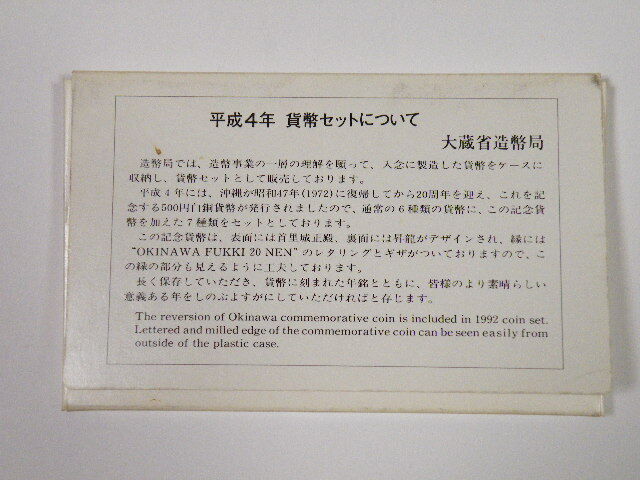 平成4年 貨幣セットについて
大蔵省造幣局
造幣局では、造幣事業の一層の理解を願って、入念に製造した貨幣をケースに
収納し、貨幣セットとして販売しております。
平成4年には、沖縄が昭和47年(1972)に復帰してから20周年を迎え、これを記
念する500円白銅貨幣が発行されましたので、通常の6種類の貨幣に、この記念貨
幣を加えた7種類をセットとしております。
この記念貨幣は、表面には首里城正殿、裏面には昇龍がデザインされ、縁には
"OKINAWA FUKKI 20 NEN"のレタリングとギザがついておりますので、こ
の縁の部分も見えるように工夫しております。
長く保存していただき、貨幣に刻まれた年銘とともに、皆様のより素晴らしい
意義ある年をしのぶよすがにしていただければと存じます。
The reversion of Okinawa commemorative coin is included in 1992 coin set.
Lettered and milled edge of the commemorative coin can be seen easily from
outside of the plastic case.